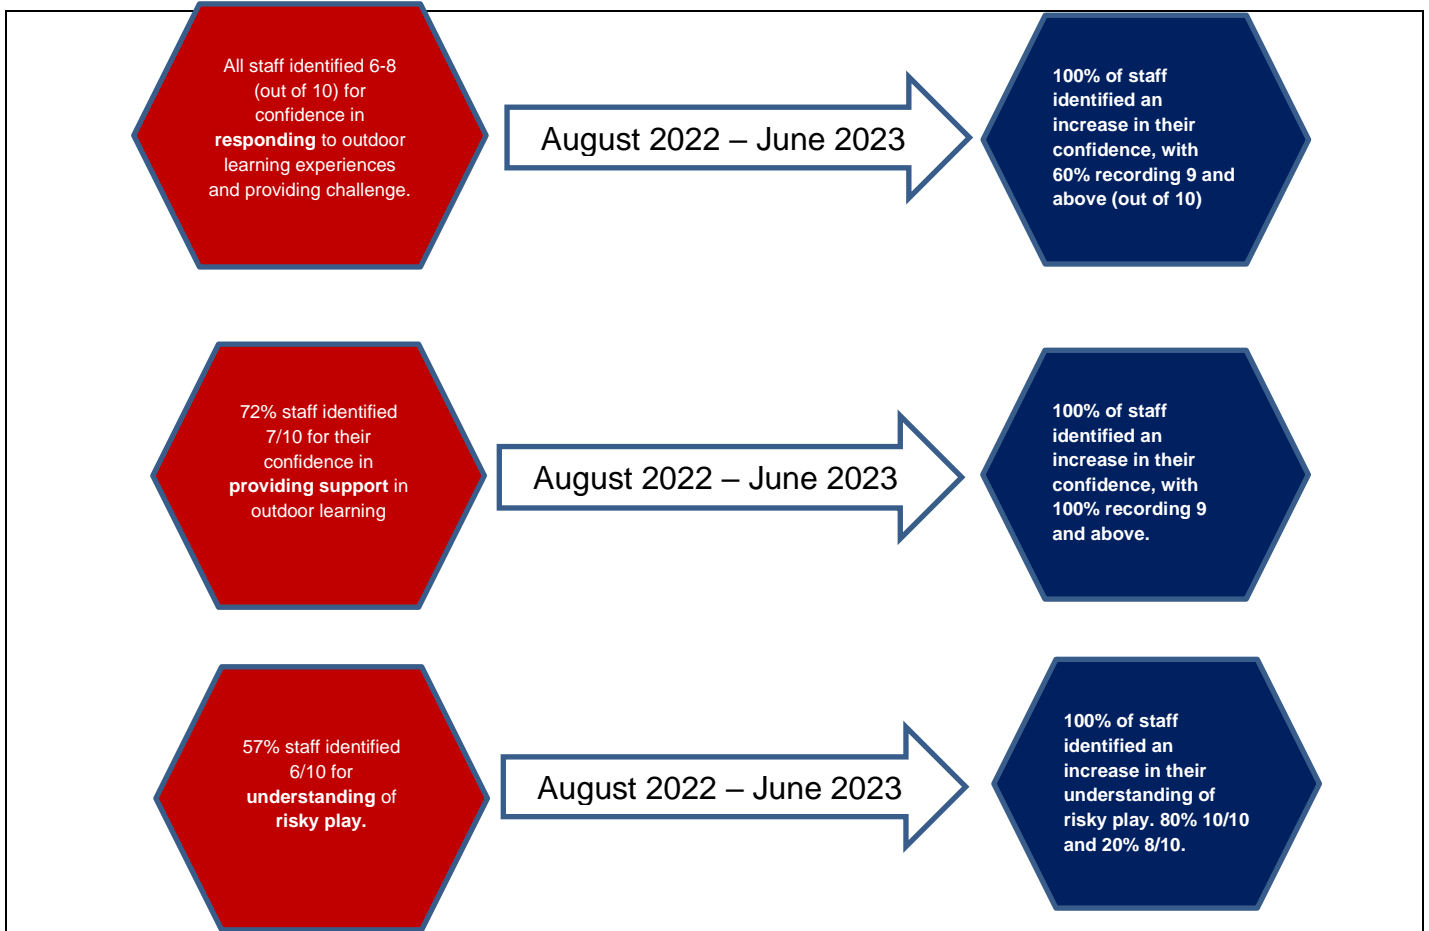 All staff identified 6-8
(out of 10) for
confidence in
responding to outdoor
learning experiences
and providing challenge.
August 2022 – June 2023
100% of staff
identified an
increase in their
confidence, with
60% recording 9 and
above (out of 10)
72% staff identified
7/10 for their
confidence in
providing support in
outdoor learning
August 2022 – June 2023
100% of staff
identified an
increase in their
confidence, with
100% recording 9
and above.
57% staff identified
6/10 for
understanding of
risky play.
August 2022 – June 2023
100% of staff
identified an
increase in their
understanding of
risky play. 80% 10/10
and 20% 8/10.